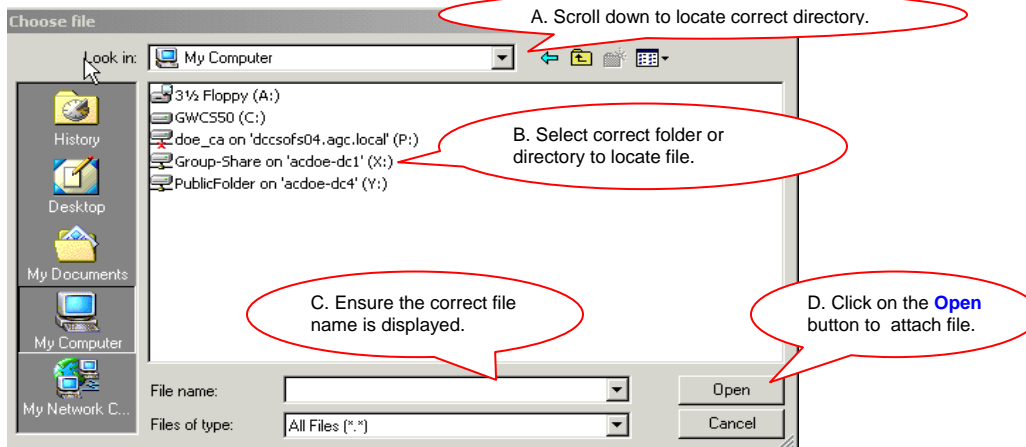 Choose file
A. Scroll down to locate correct directory.
Look in:
My Computer
History
Desktop
My Documents
My Computer
My Network C...
3½ Floppy (A:)
GWCS50 (C:)
doe_ca on 'dccsofs04.agc.local' (P:)
Group-Share on 'acdoe-dc1' (X:)
PublicFolder on 'acdoe-dc4' (Y:)
B. Select correct folder or
directory to locate file.
C. Ensure the correct file
name is displayed.
D. Click on the Open
button to attach file.
File name:
Open
Files of type:
All Files (*.*)
Cancel